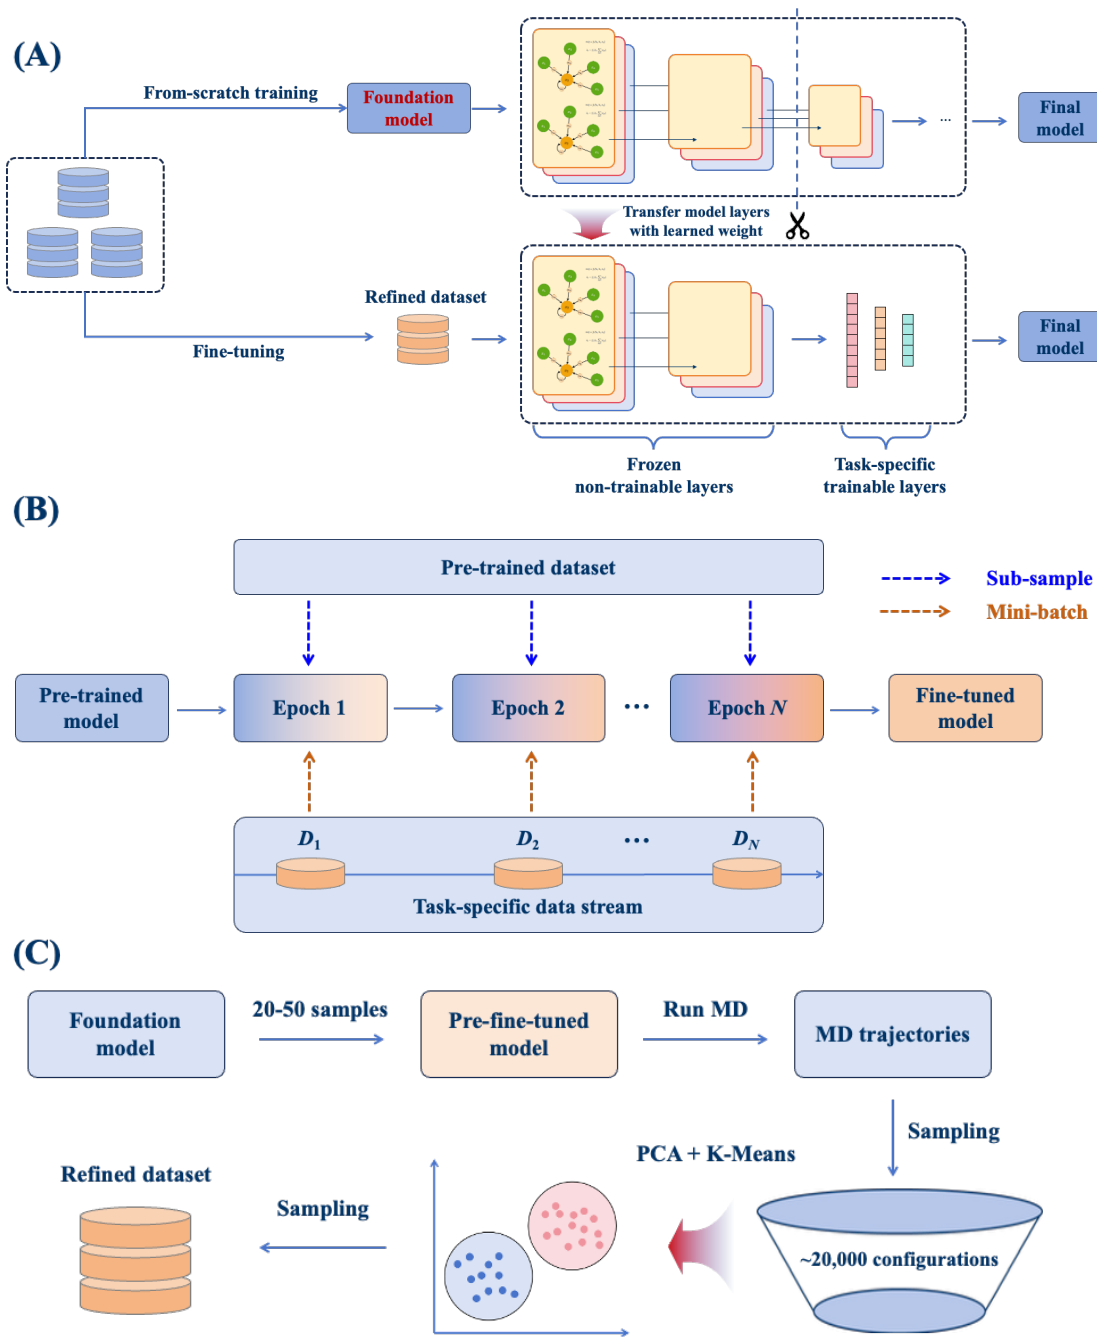 (A)
From-scratch training
Foundation
model
...
Final
model
Transfer model layers
with learned weight
Refined dataset
Fine-tuning
Final
model
Frozen
non-trainable layers
Task-specific
trainable layers
(B)
Pre-trained dataset
Sub-sample
Mini-batch
Pre-trained
model
Epoch 1
Epoch 2
...
Epoch N
Fine-tuned
model
D1
D2
...
DN
Task-specific data stream
(C)
Foundation
model
20-50 samples
Pre-fine-tuned
model
Run MD
MD trajectories
Sampling
PCA + K-Means
Refined dataset
Sampling
~20,000 configurations